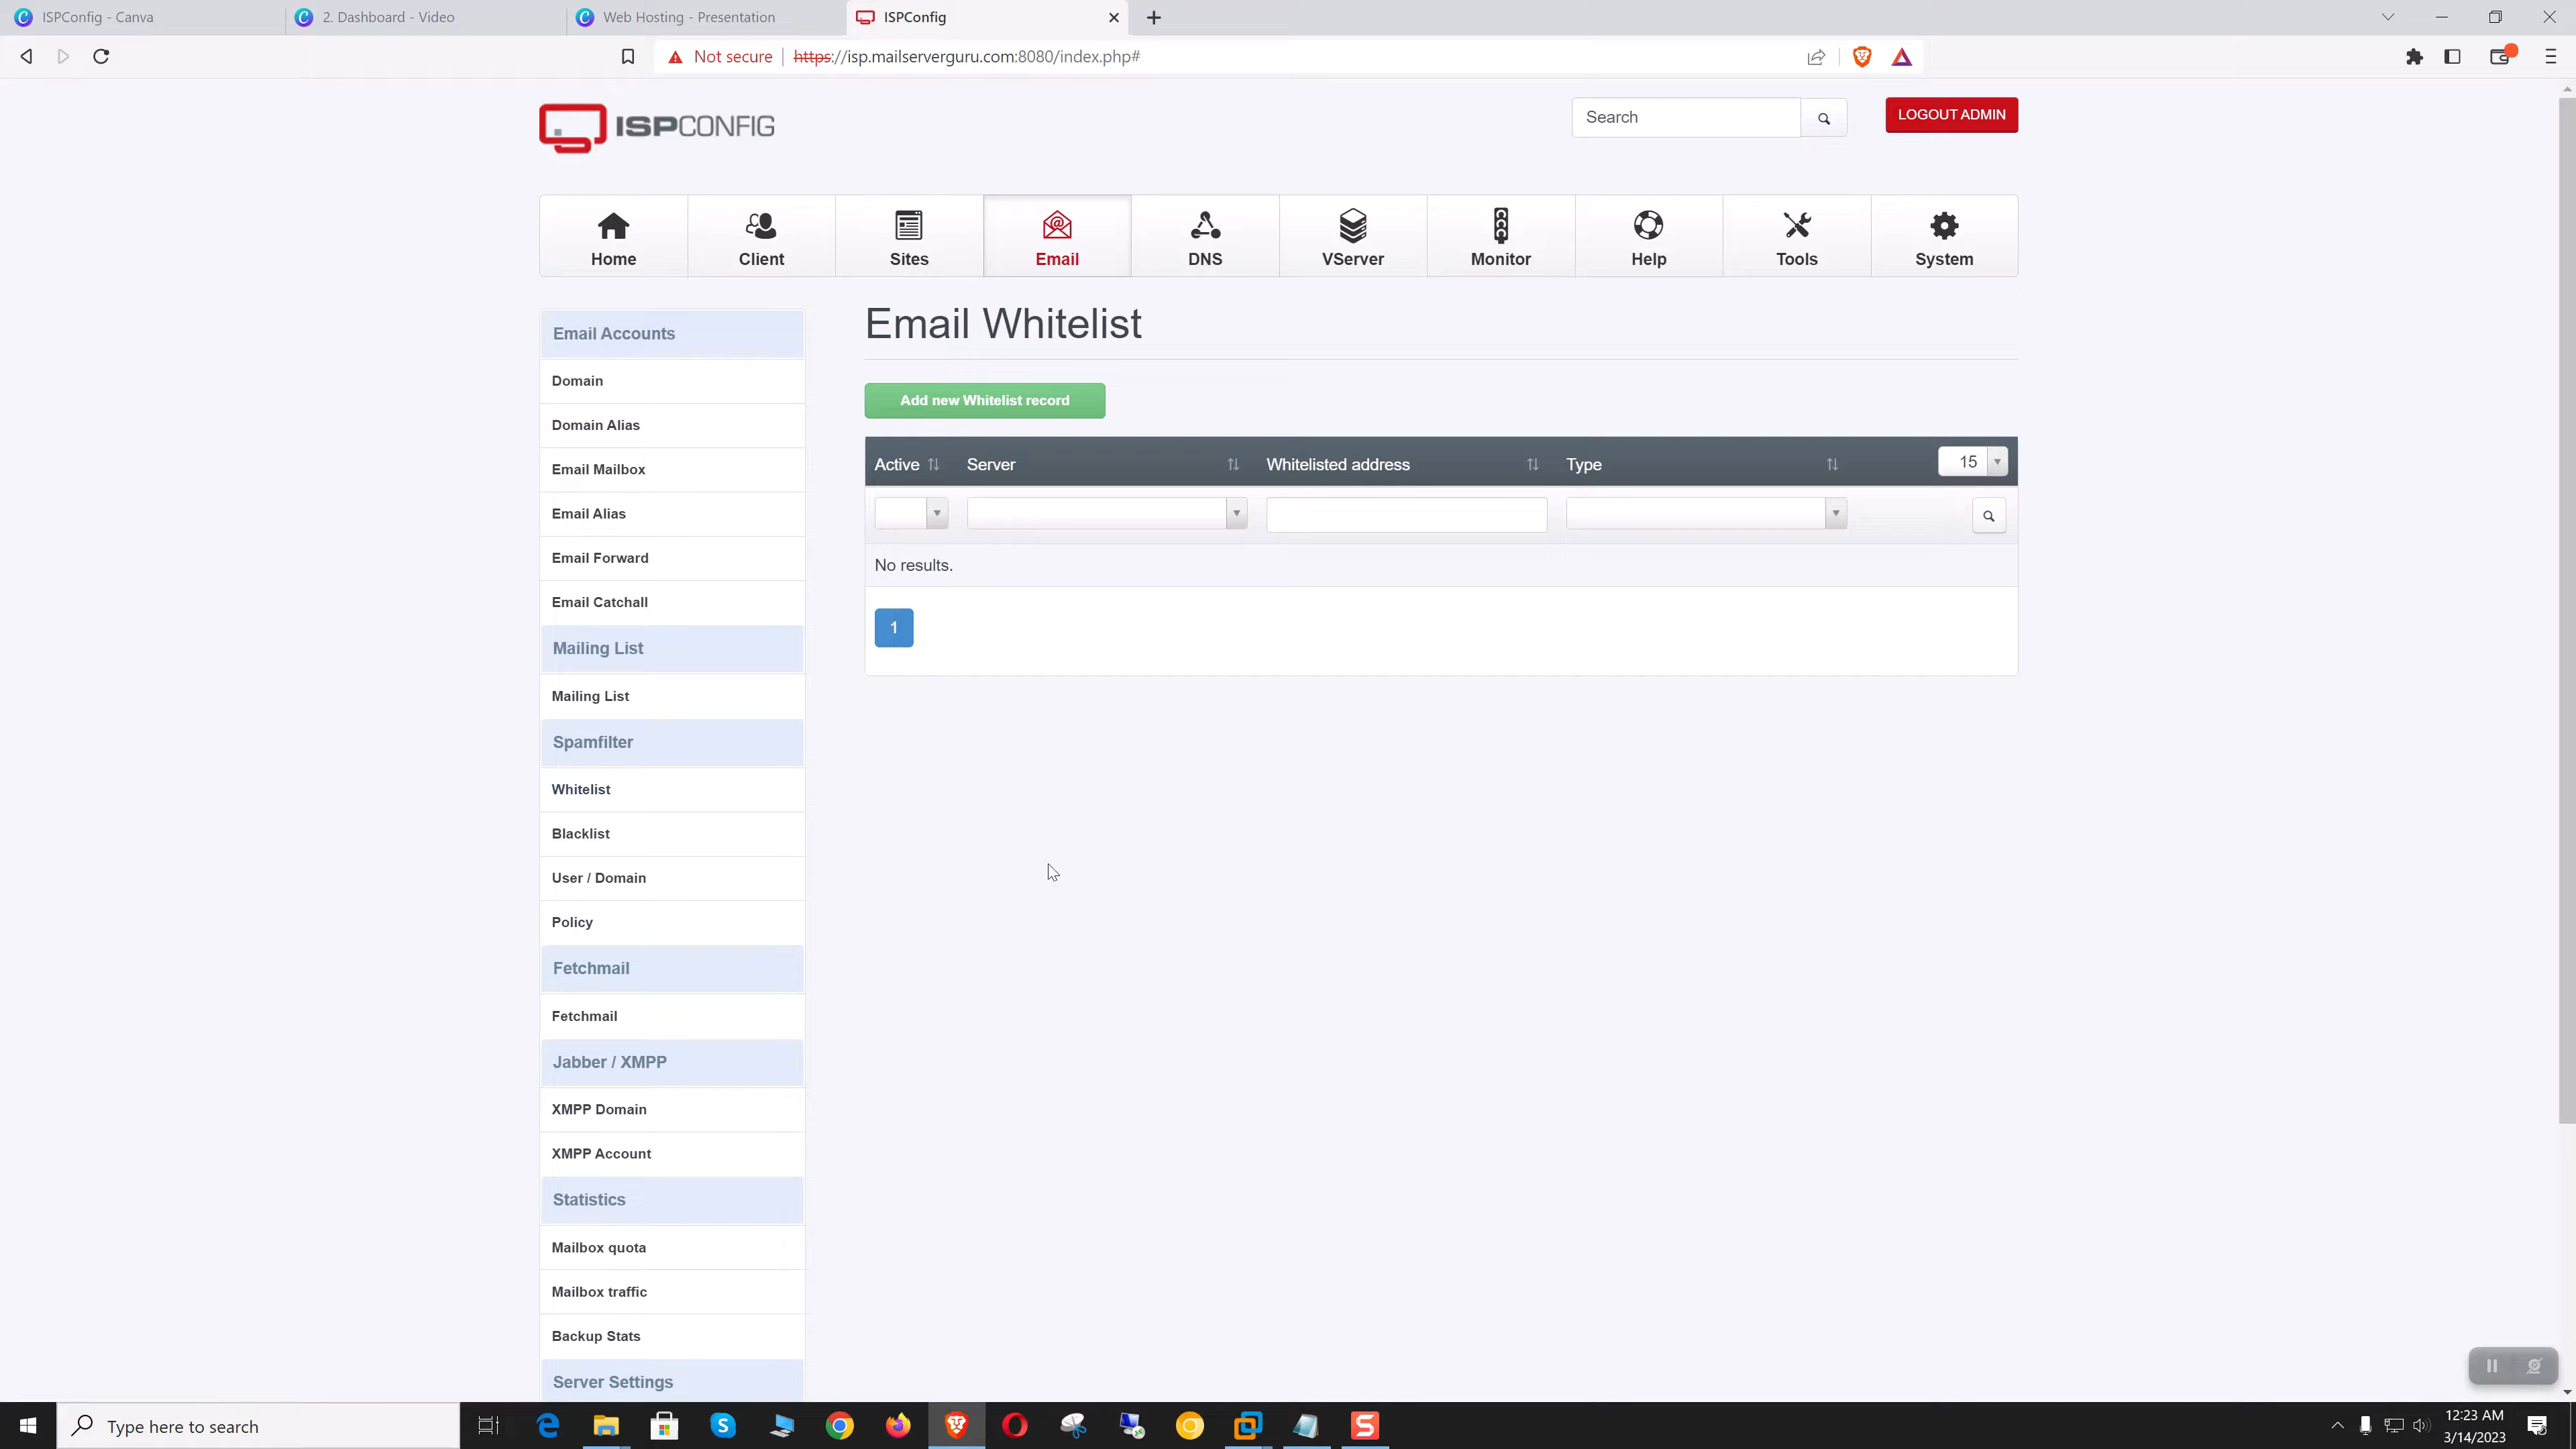 ISPConfig - Canva
2. Dashboard - Video
Web Hosting - Presentation
ISPConfig
Not secure
https://isp.mailserverguru.com:8080/index.php#
ISPCONFIG
Search
LOGOUT ADMIN
Home
Client
Sites
Email
DNS
VServer
Monitor
Help
Tools
System
Email Accounts
Domain
Domain Alias
Email Mailbox
Email Alias
Email Forward
Email Catchall
Mailing List
Mailing List
Spamfilter
Whitelist
Blacklist
User / Domain
Policy
Fetchmail
Fetchmail
Jabber / XMPP
XMPP Domain
XMPP Account
Statistics
Mailbox quota
Mailbox traffic
Backup Stats
Server Settings
Email Whitelist
Add new Whitelist record
Active Server Whitelisted address Type 15
No results.
1
Type here to search
12:23 AM
3/14/2023